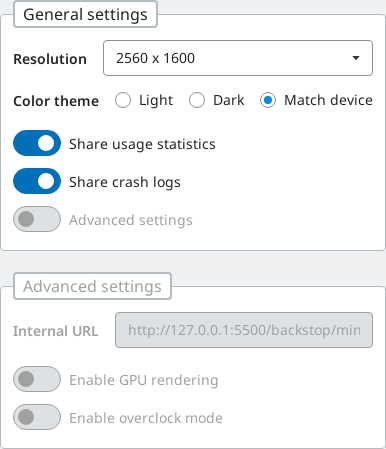 General settings
Resolution 2560 x 1600
Color theme Light Dark Match device
Share usage statistics
Share crash logs
Advanced settings
Advanced settings
Internal URL http://127.0.0.1:5500/backstop/min
Enable GPU rendering
Enable overclock mode